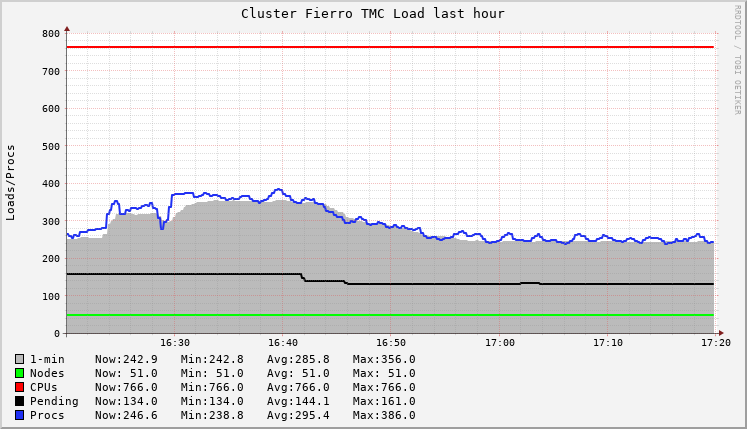 Cluster Fierro TMC Load last hour
RRDTOOL / TOBI OETIKER
Loads/Procs
800
700
600
500
400
300
200
100
0
16:30 16:40 16:50 17:00 17:10 17:20
1-min Now:242.9 Min:242.8 Avg:285.8 Max:356.0
Nodes Now: 51.0 Min: 51.0 Avg: 51.0 Max: 51.0
CPUs Now:766.0 Min:766.0 Avg:766.0 Max:766.0
Pending Now:134.0 Min:134.0 Avg:144.1 Max:161.0
Procs Now:246.6 Min:238.8 Avg:295.4 Max:386.0